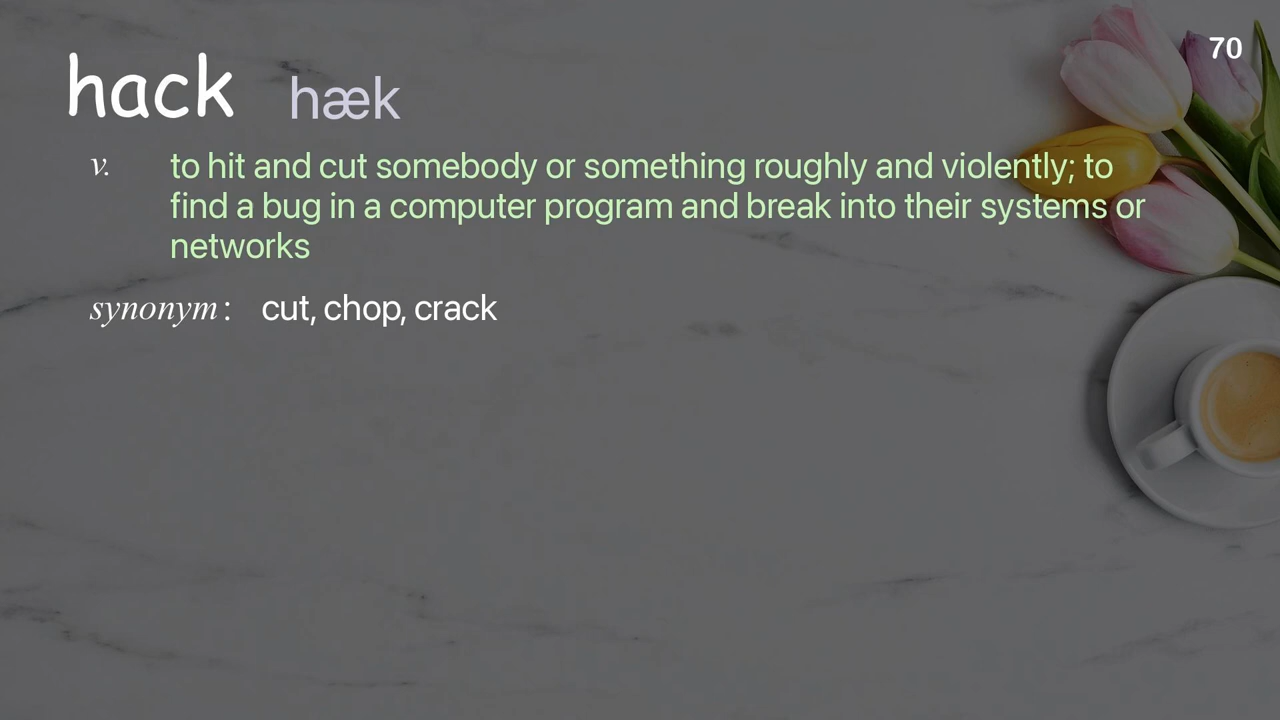 70
hack hæk
v. to hit and cut somebody or something roughly and violently; to
find a bug in a computer program and break into their systems or
networks
synonym: cut, chop, crack